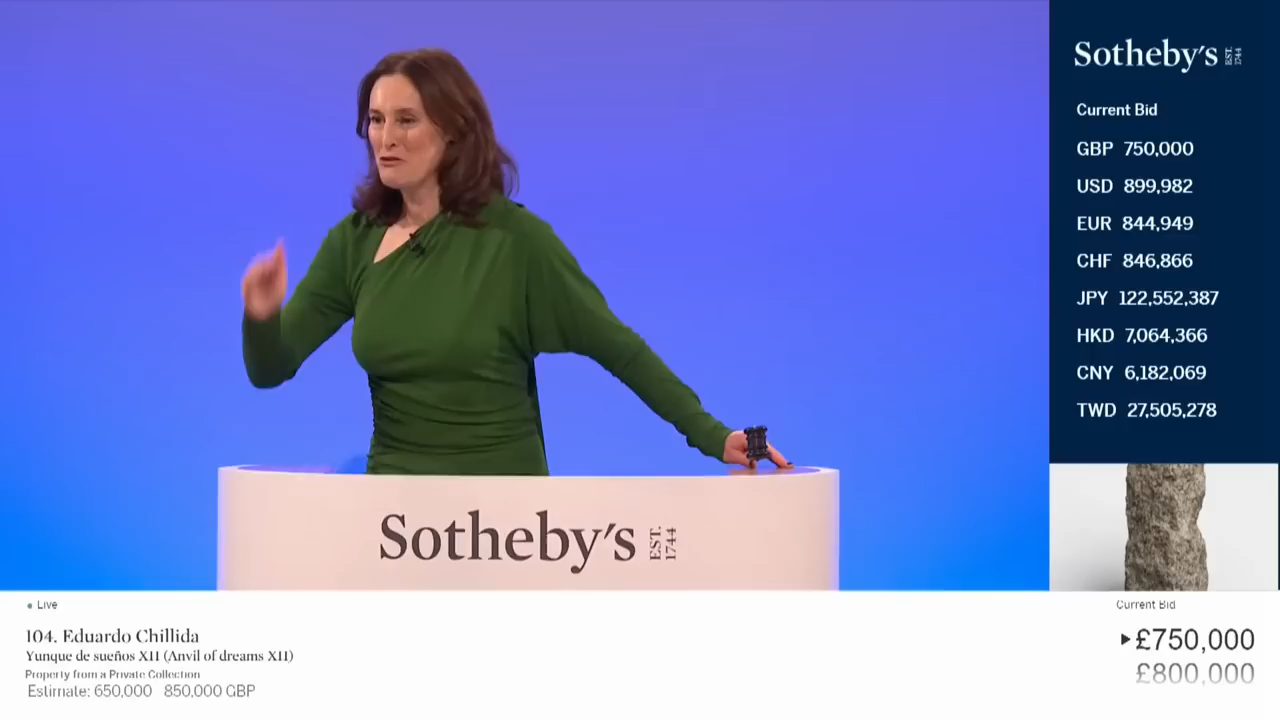 Sotheby's EST. 1744
Current Bid
GBP 750,000
USD 899,982
EUR 844,949
CHF 846,866
JPY 122,552,387
HKD 7,064,366
CNY 6,182,069
TWD 27,505,278
Sotheby's EST. 1744
Live
104. Eduardo Chillida
Yunque de sueños XII (Anvil of dreams XII)
Property from a Private Collection
Estimate: 650,000 850,000 GBP
Current Bid
£750,000
£800,000